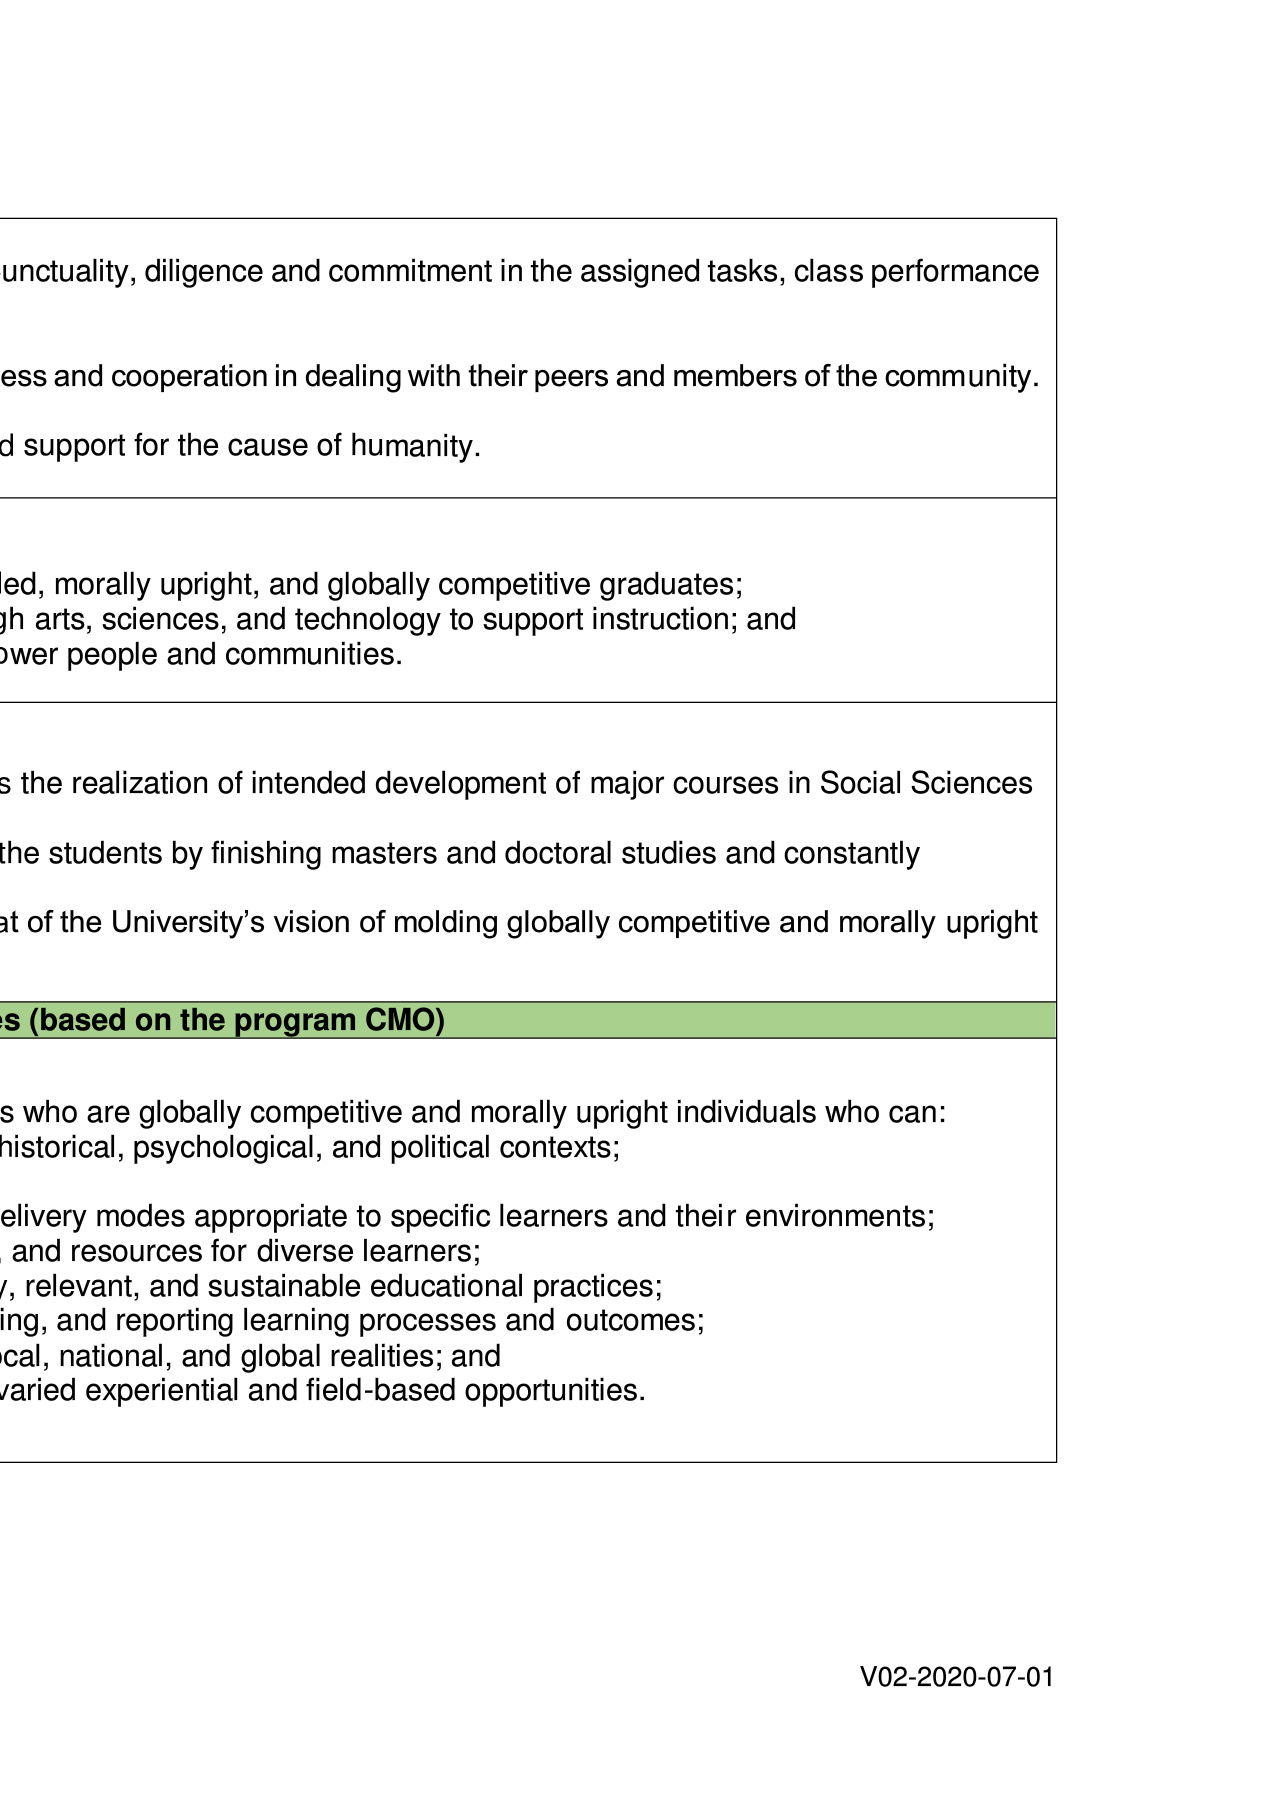 unctuality, diligence and commitment in the assigned tasks, class performance
ess and cooperation in dealing with their peers and members of the community.
d support for the cause of humanity.
led, morally upright, and globally competitive graduates;
gh arts, sciences, and technology to support instruction; and
ower people and communities.
s the realization of intended development of major courses in Social Sciences
the students by finishing masters and doctoral studies and constantly
at of the University’s vision of molding globally competitive and morally upright
es (based on the program CMO)
s who are globally competitive and morally upright individuals who can:
historical, psychological, and political contexts;
elivery modes appropriate to specific learners and their environments;
, and resources for diverse learners;
y, relevant, and sustainable educational practices;
ing, and reporting learning processes and outcomes;
ocal, national, and global realities; and
varied experiential and field-based opportunities.
V02-2020-07-01